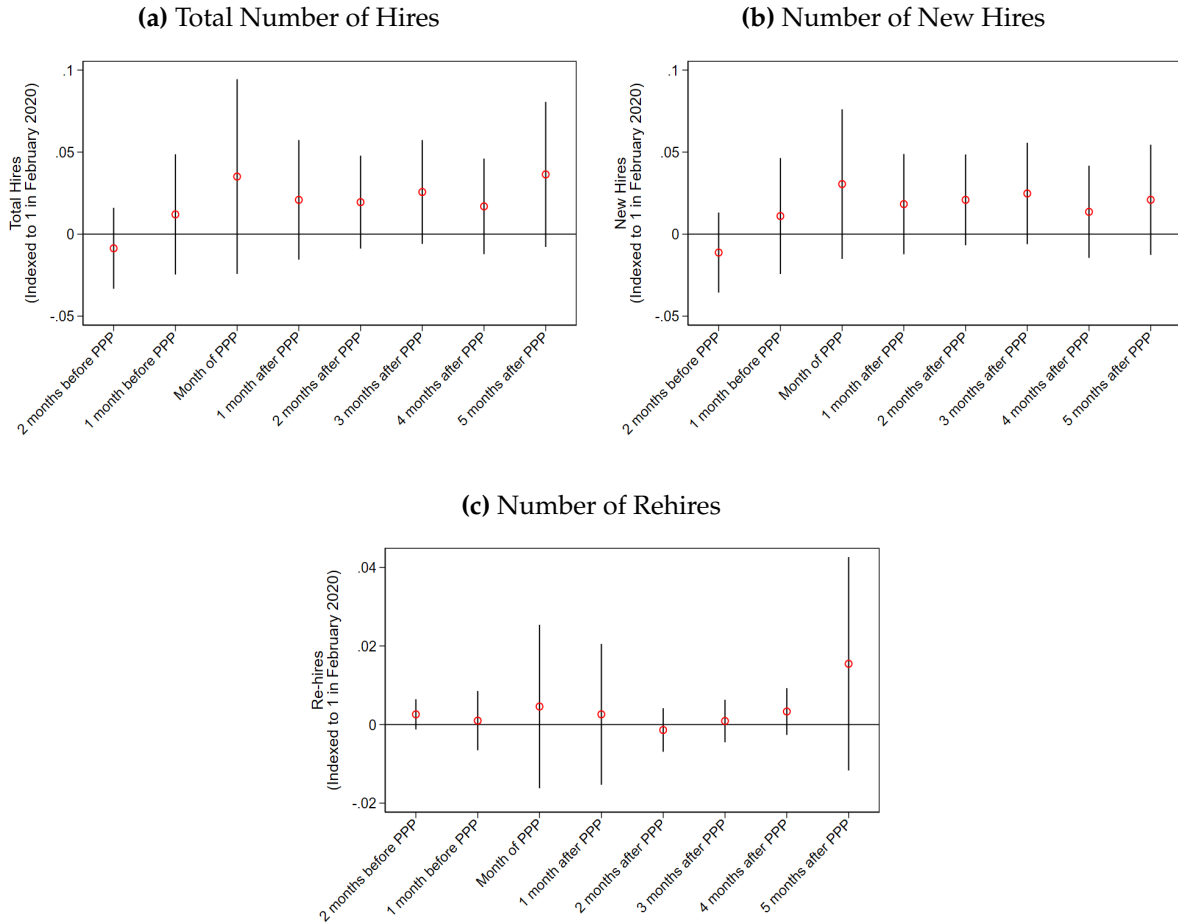 (a) Total Number of Hires
Total Hires
(Indexed to 1 in February 2020)
.1
.05
0
-.05
2 months before PPP
1 month before PPP
Month of PPP
1 month after PPP
2 months after PPP
3 months after PPP
4 months after PPP
5 months after PPP
(b) Number of New Hires
New Hires
(Indexed to 1 in February 2020)
.1
.05
0
-.05
2 months before PPP
1 month before PPP
Month of PPP
1 month after PPP
2 months after PPP
3 months after PPP
4 months after PPP
5 months after PPP
(c) Number of Rehires
Re-hires
(Indexed to 1 in February 2020)
.04
.02
0
-.02
2 months before PPP
1 month before PPP
Month of PPP
1 month after PPP
2 months after PPP
3 months after PPP
4 months after PPP
5 months after PPP